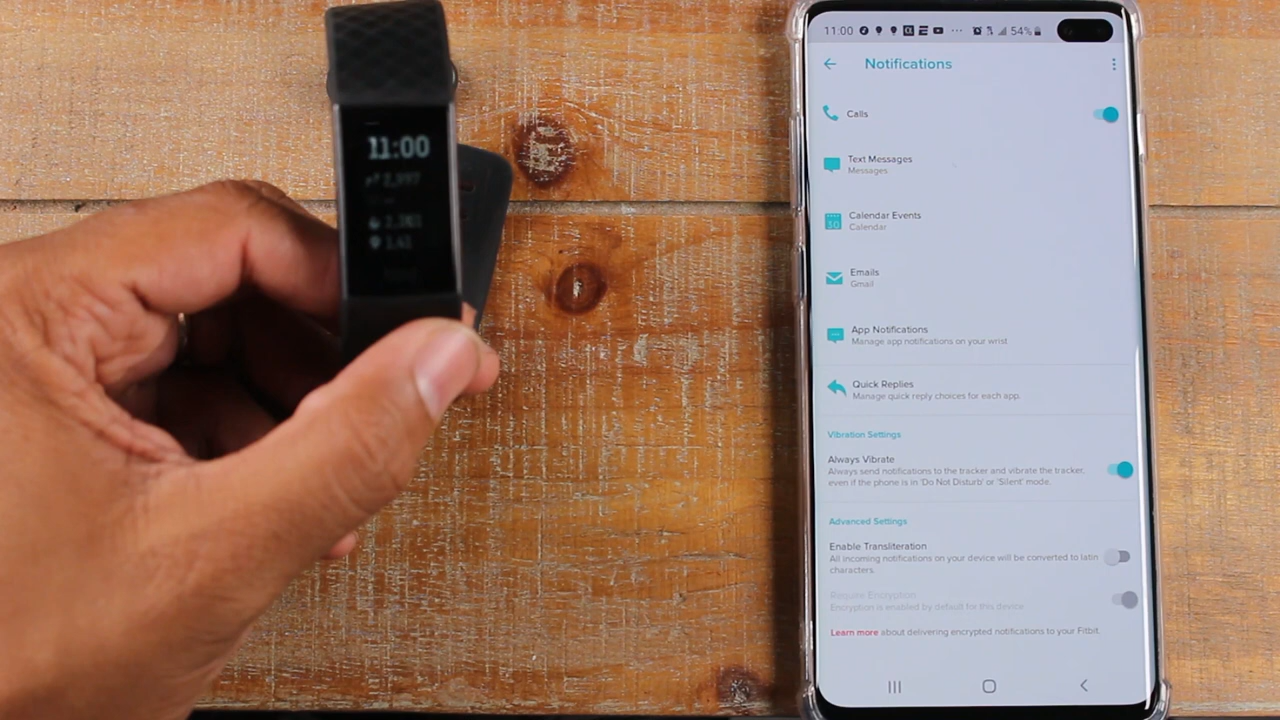 11:00
11:00 54%
Notifications
Calls
Text Messages
Messages
30
Calendar Events
Calendar
Emails
Gmail
App Notifications
Manage app notifications on your wrist
Quick Replies
Manage quick reply choices for each app.
Vibration Settings
Always Vibrate
Always send notifications to the tracker and vibrate the tracker,
even if the phone is in 'Do Not Disturb' or 'Silent' mode.
Advanced Settings
Enable Transliteration
All incoming notifications on your device will be converted to latin
characters.
Require Encryption
Encryption is enabled by default for this device
Learn more about delivering encrypted notifications to your Fitbit.